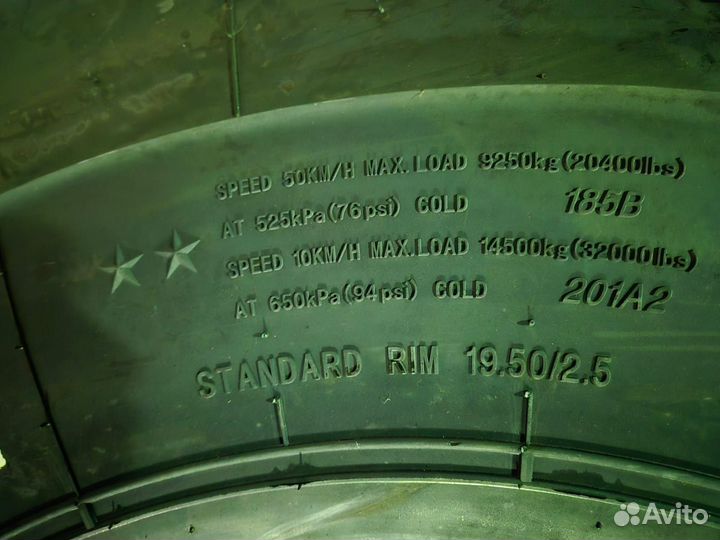 SPEED 50KM/H MAX. LOAD 9250kg(20400lbs)
AT 525kPa(76psi) COLD 185B
SPEED 10KM/H MAX. LOAD 14500kg(32000lbs)
AT 650kPa(94psi) COLD 201A2
STANDARD RIM 19.50/2.5
Avito